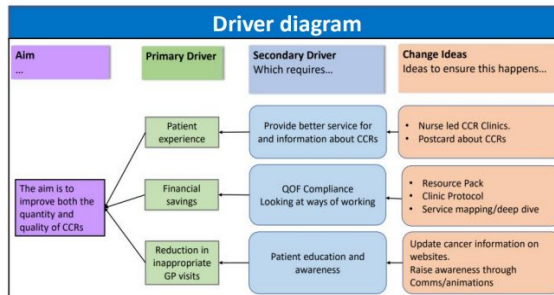 Driver diagram
Aim
...
Primary Driver
Secondary Driver
Which requires...
Change Ideas
Ideas to ensure this happens...
Patient
experience
Provide better service for
and information about CCRs
• Nurse led CCR Clinics.
• Postcard about CCRs
The aim is to
improve both the
quantity and
quality of CCRs
Financial
savings
QOF Compliance
Looking at ways of working
• Resource Pack
• Clinic Protocol
• Service mapping/deep dive
Reduction in
inappropriate
GP visits
Patient education and
awareness
Update cancer information on
websites.
Raise awareness through
Comms/animations